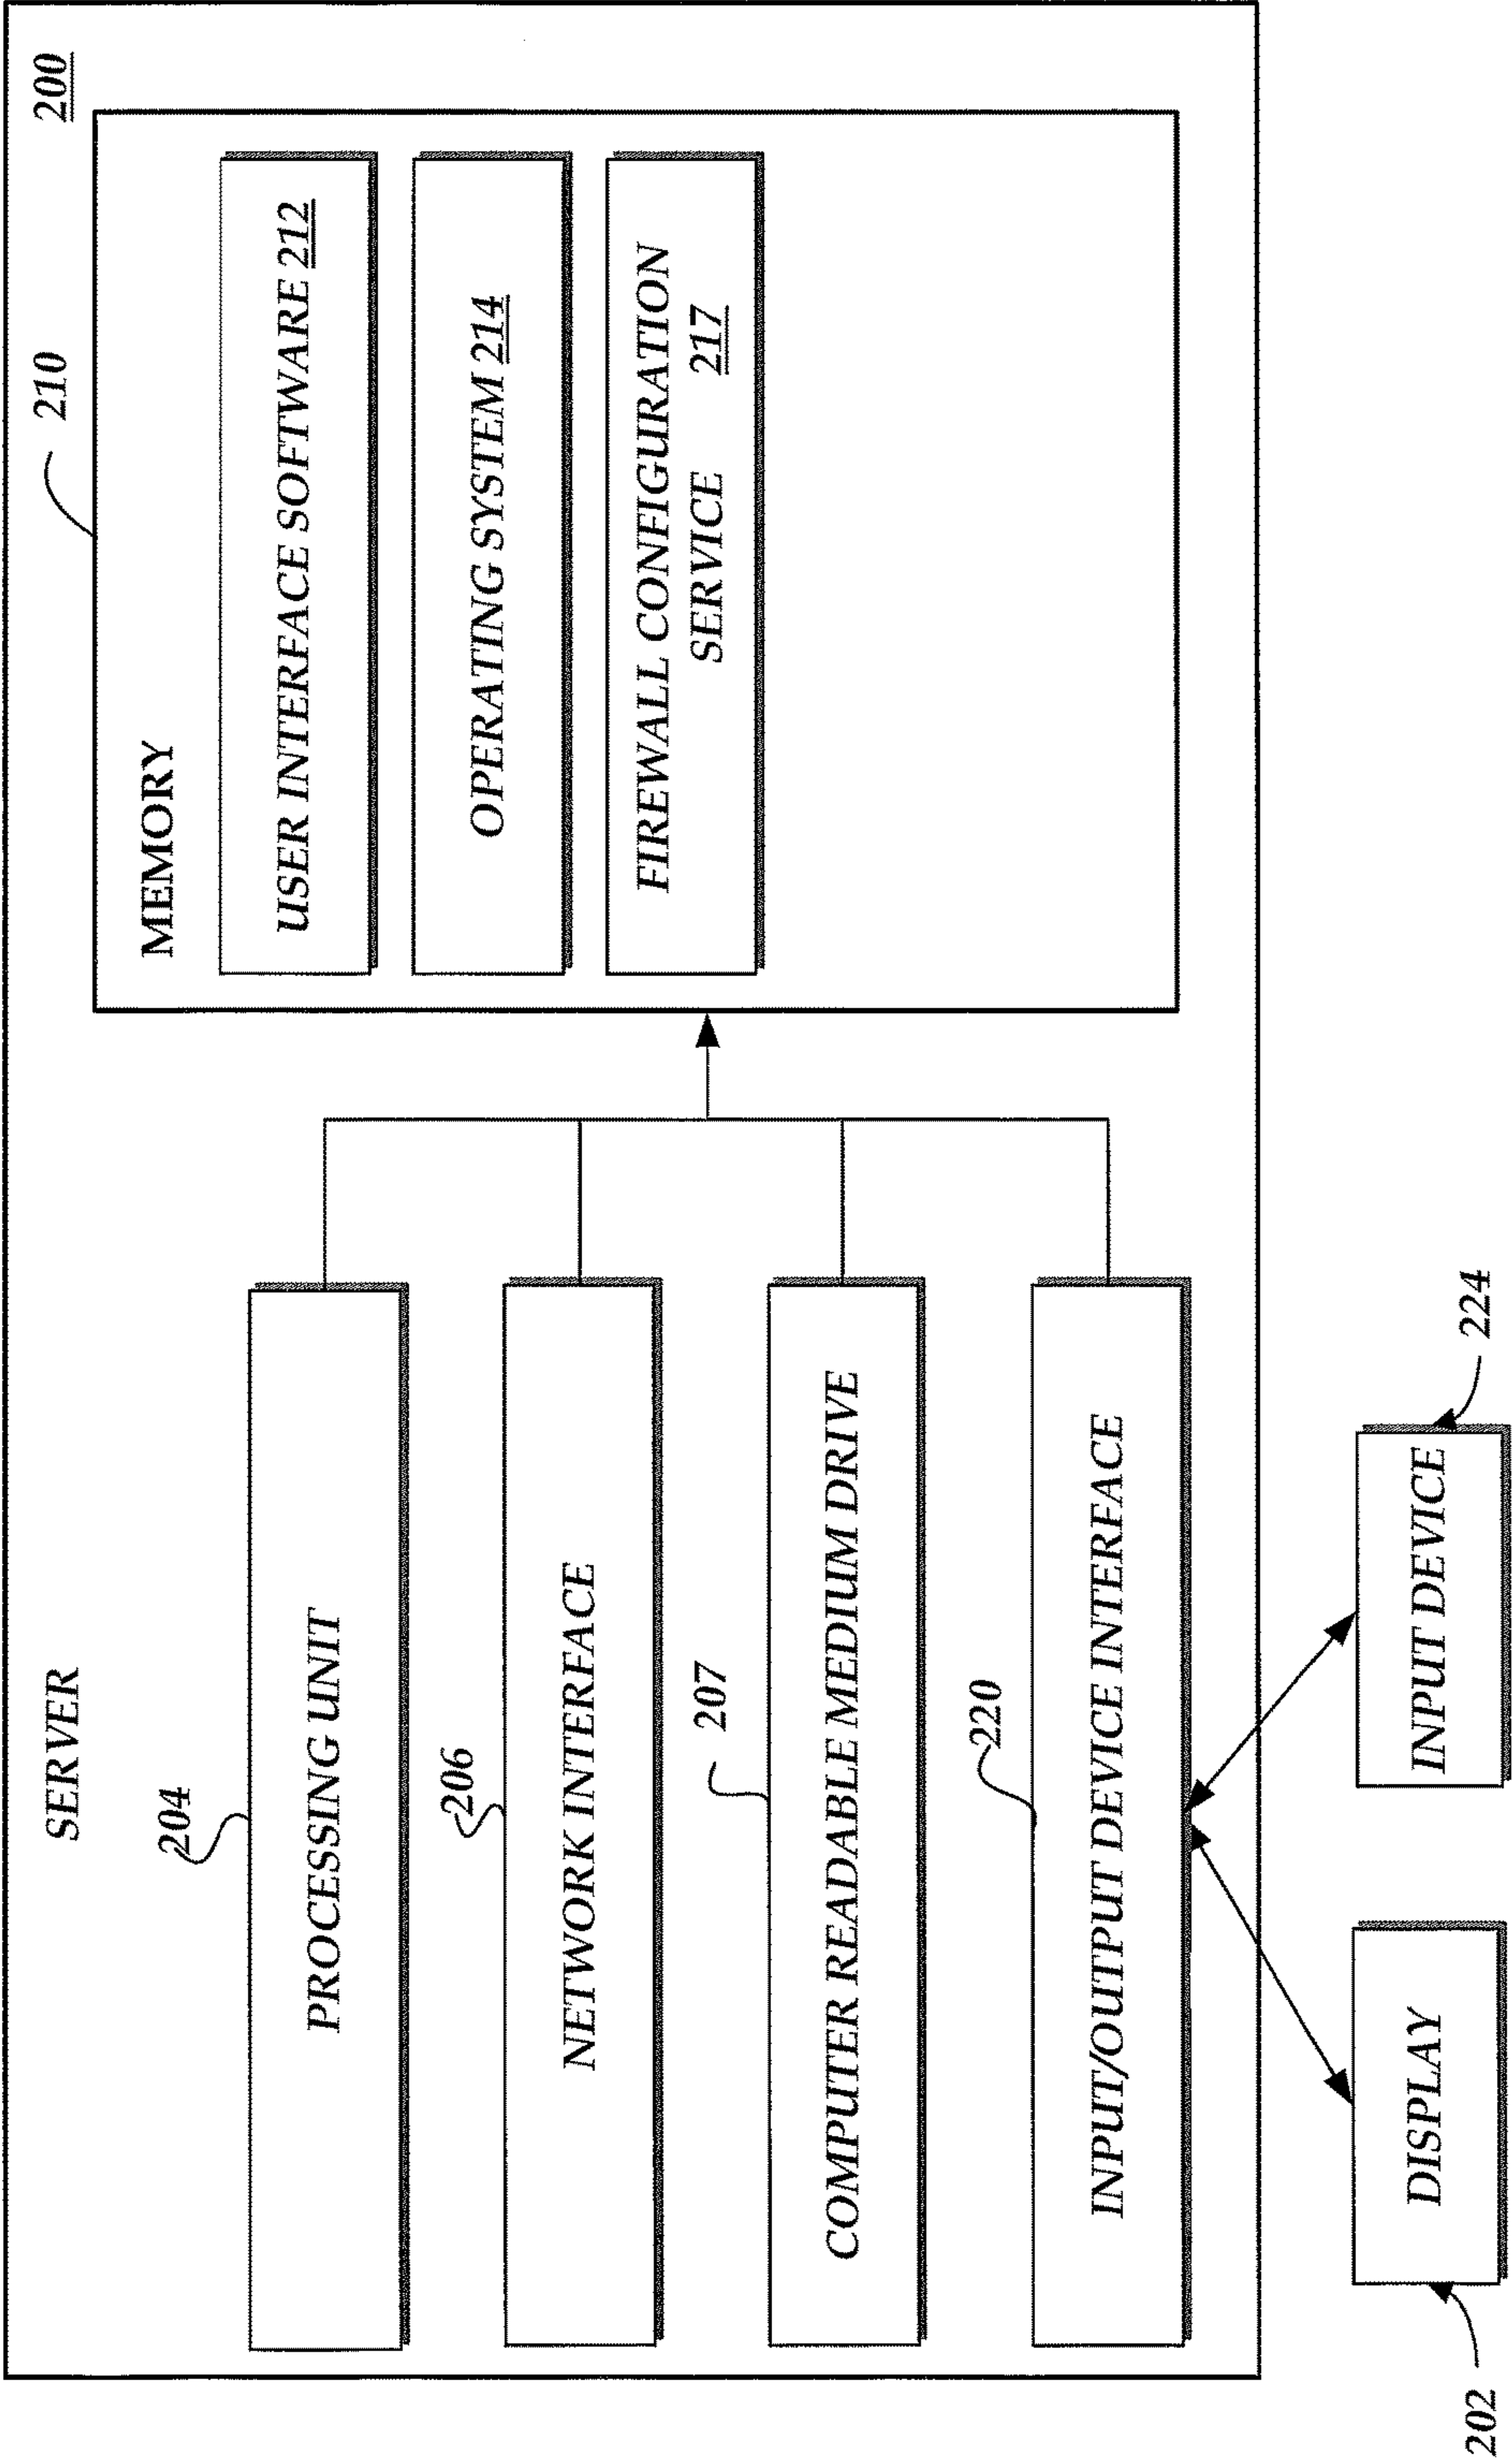 200
SERVER
210
MEMORY
204
PROCESSING UNIT
206
NETWORK INTERFACE
207
COMPUTER READABLE MEDIUM DRIVE
220
INPUT/OUTPUT DEVICE INTERFACE
USER INTERFACE SOFTWARE 212
OPERATING SYSTEM 214
FIREWALL CONFIGURATION
SERVICE 217
DISPLAY
202
INPUT DEVICE
224